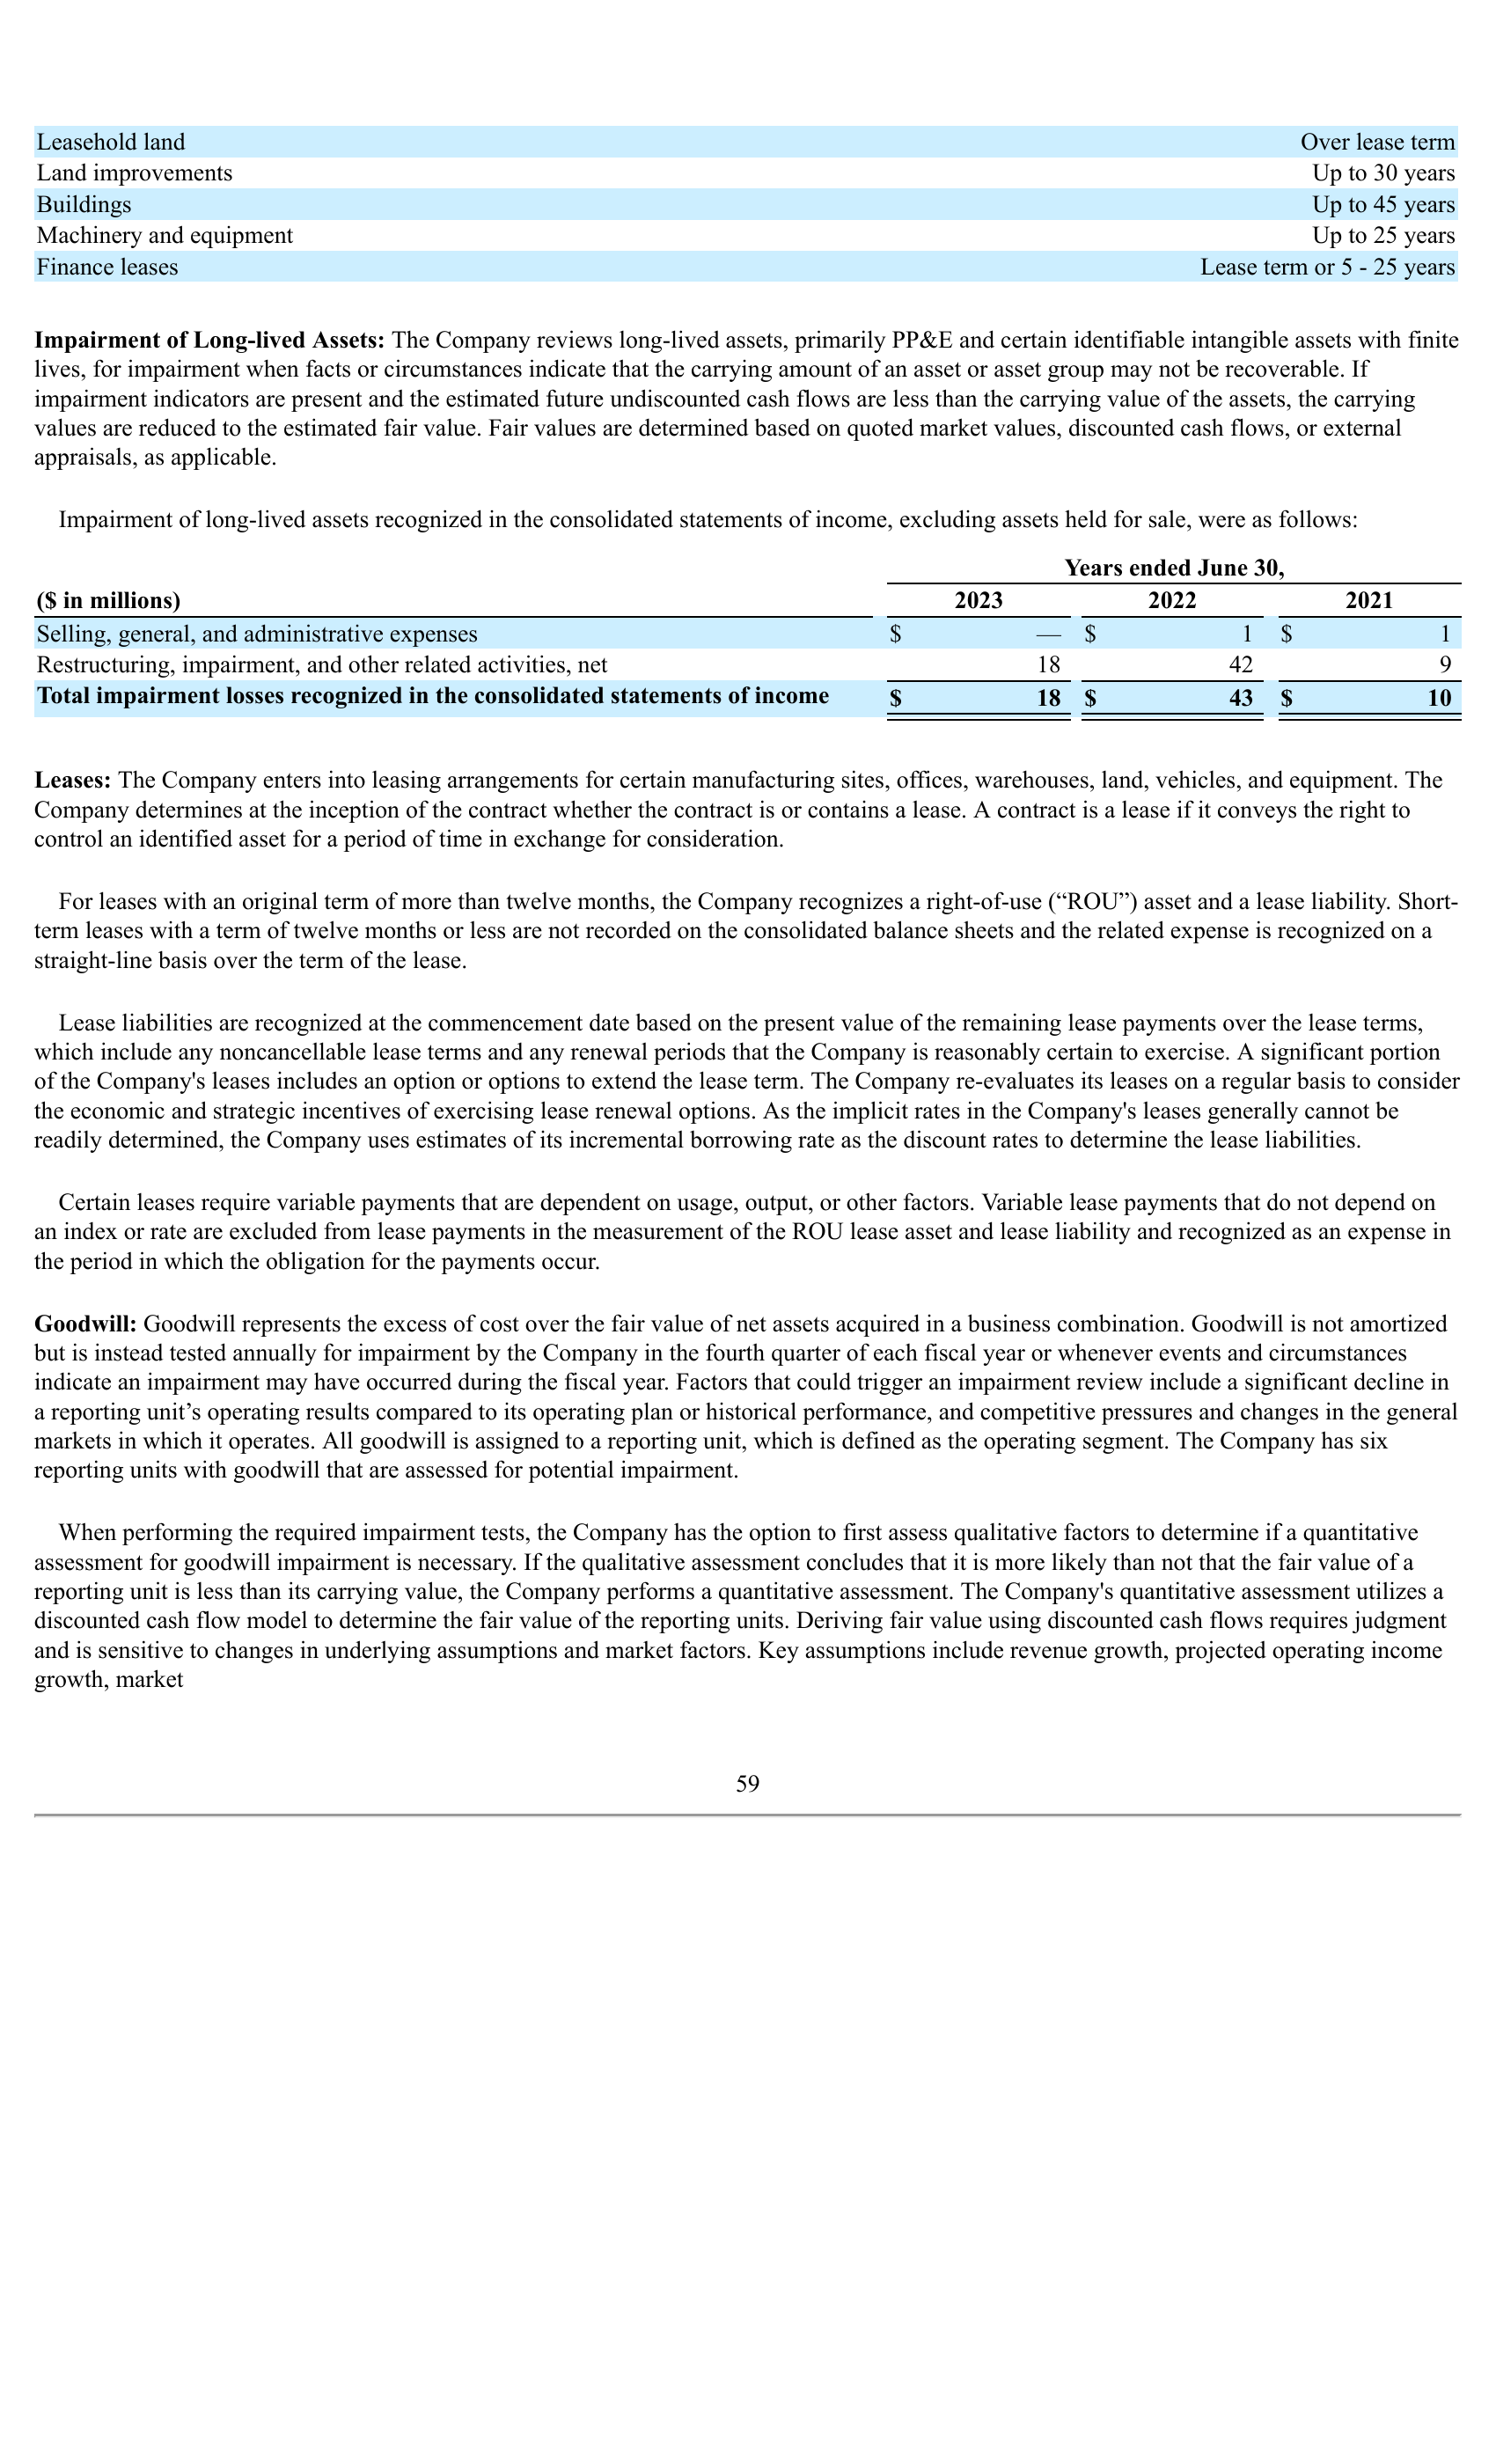 Leasehold land Over lease term
Land improvements Up to 30 years
Buildings Up to 45 years
Machinery and equipment Up to 25 years
Finance leases Lease term or 5 - 25 years
Impairment of Long-lived Assets: The Company reviews long-lived assets, primarily PP&E and certain identifiable intangible assets with finite
lives, for impairment when facts or circumstances indicate that the carrying amount of an asset or asset group may not be recoverable. If
impairment indicators are present and the estimated future undiscounted cash flows are less than the carrying value of the assets, the carrying
values are reduced to the estimated fair value. Fair values are determined based on quoted market values, discounted cash flows, or external
appraisals, as applicable.
Impairment of long-lived assets recognized in the consolidated statements of income, excluding assets held for sale, were as follows:
Years ended June 30,
($ in millions) 2023 2022 2021
Selling, general, and administrative expenses $ — $ 1 $ 1
Restructuring, impairment, and other related activities, net 18 42 9
Total impairment losses recognized in the consolidated statements of income $ 18 $ 43 $ 10
Leases: The Company enters into leasing arrangements for certain manufacturing sites, offices, warehouses, land, vehicles, and equipment. The
Company determines at the inception of the contract whether the contract is or contains a lease. A contract is a lease if it conveys the right to
control an identified asset for a period of time in exchange for consideration.
For leases with an original term of more than twelve months, the Company recognizes a right-of-use (“ROU”) asset and a lease liability. Short-
term leases with a term of twelve months or less are not recorded on the consolidated balance sheets and the related expense is recognized on a
straight-line basis over the term of the lease.
Lease liabilities are recognized at the commencement date based on the present value of the remaining lease payments over the lease terms,
which include any noncancellable lease terms and any renewal periods that the Company is reasonably certain to exercise. A significant portion
of the Company's leases includes an option or options to extend the lease term. The Company re-evaluates its leases on a regular basis to consider
the economic and strategic incentives of exercising lease renewal options. As the implicit rates in the Company's leases generally cannot be
readily determined, the Company uses estimates of its incremental borrowing rate as the discount rates to determine the lease liabilities.
Certain leases require variable payments that are dependent on usage, output, or other factors. Variable lease payments that do not depend on
an index or rate are excluded from lease payments in the measurement of the ROU lease asset and lease liability and recognized as an expense in
the period in which the obligation for the payments occur.
Goodwill: Goodwill represents the excess of cost over the fair value of net assets acquired in a business combination. Goodwill is not amortized
but is instead tested annually for impairment by the Company in the fourth quarter of each fiscal year or whenever events and circumstances
indicate an impairment may have occurred during the fiscal year. Factors that could trigger an impairment review include a significant decline in
a reporting unit’s operating results compared to its operating plan or historical performance, and competitive pressures and changes in the general
markets in which it operates. All goodwill is assigned to a reporting unit, which is defined as the operating segment. The Company has six
reporting units with goodwill that are assessed for potential impairment.
When performing the required impairment tests, the Company has the option to first assess qualitative factors to determine if a quantitative
assessment for goodwill impairment is necessary. If the qualitative assessment concludes that it is more likely than not that the fair value of a
reporting unit is less than its carrying value, the Company performs a quantitative assessment. The Company's quantitative assessment utilizes a
discounted cash flow model to determine the fair value of the reporting units. Deriving fair value using discounted cash flows requires judgment
and is sensitive to changes in underlying assumptions and market factors. Key assumptions include revenue growth, projected operating income
growth, market
59